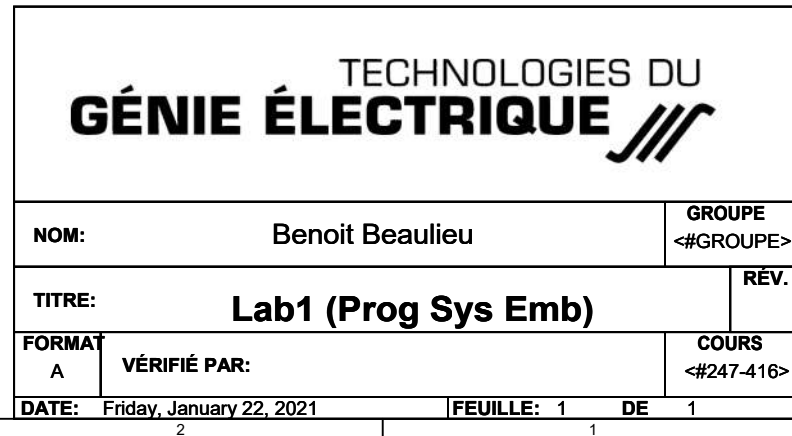 TECHNOLOGIES DU
GÉNIE ÉLECTRIQUE
NOM: Benoit Beaulieu GROUPE
<#GROUPE>
TITRE: Lab1 (Prog Sys Emb) RÉV.
FORMAT
A VÉRIFIÉ PAR: COURS
<#247-416>
DATE: Friday, January 22, 2021 FEUILLE: 1 DE 1
2 1